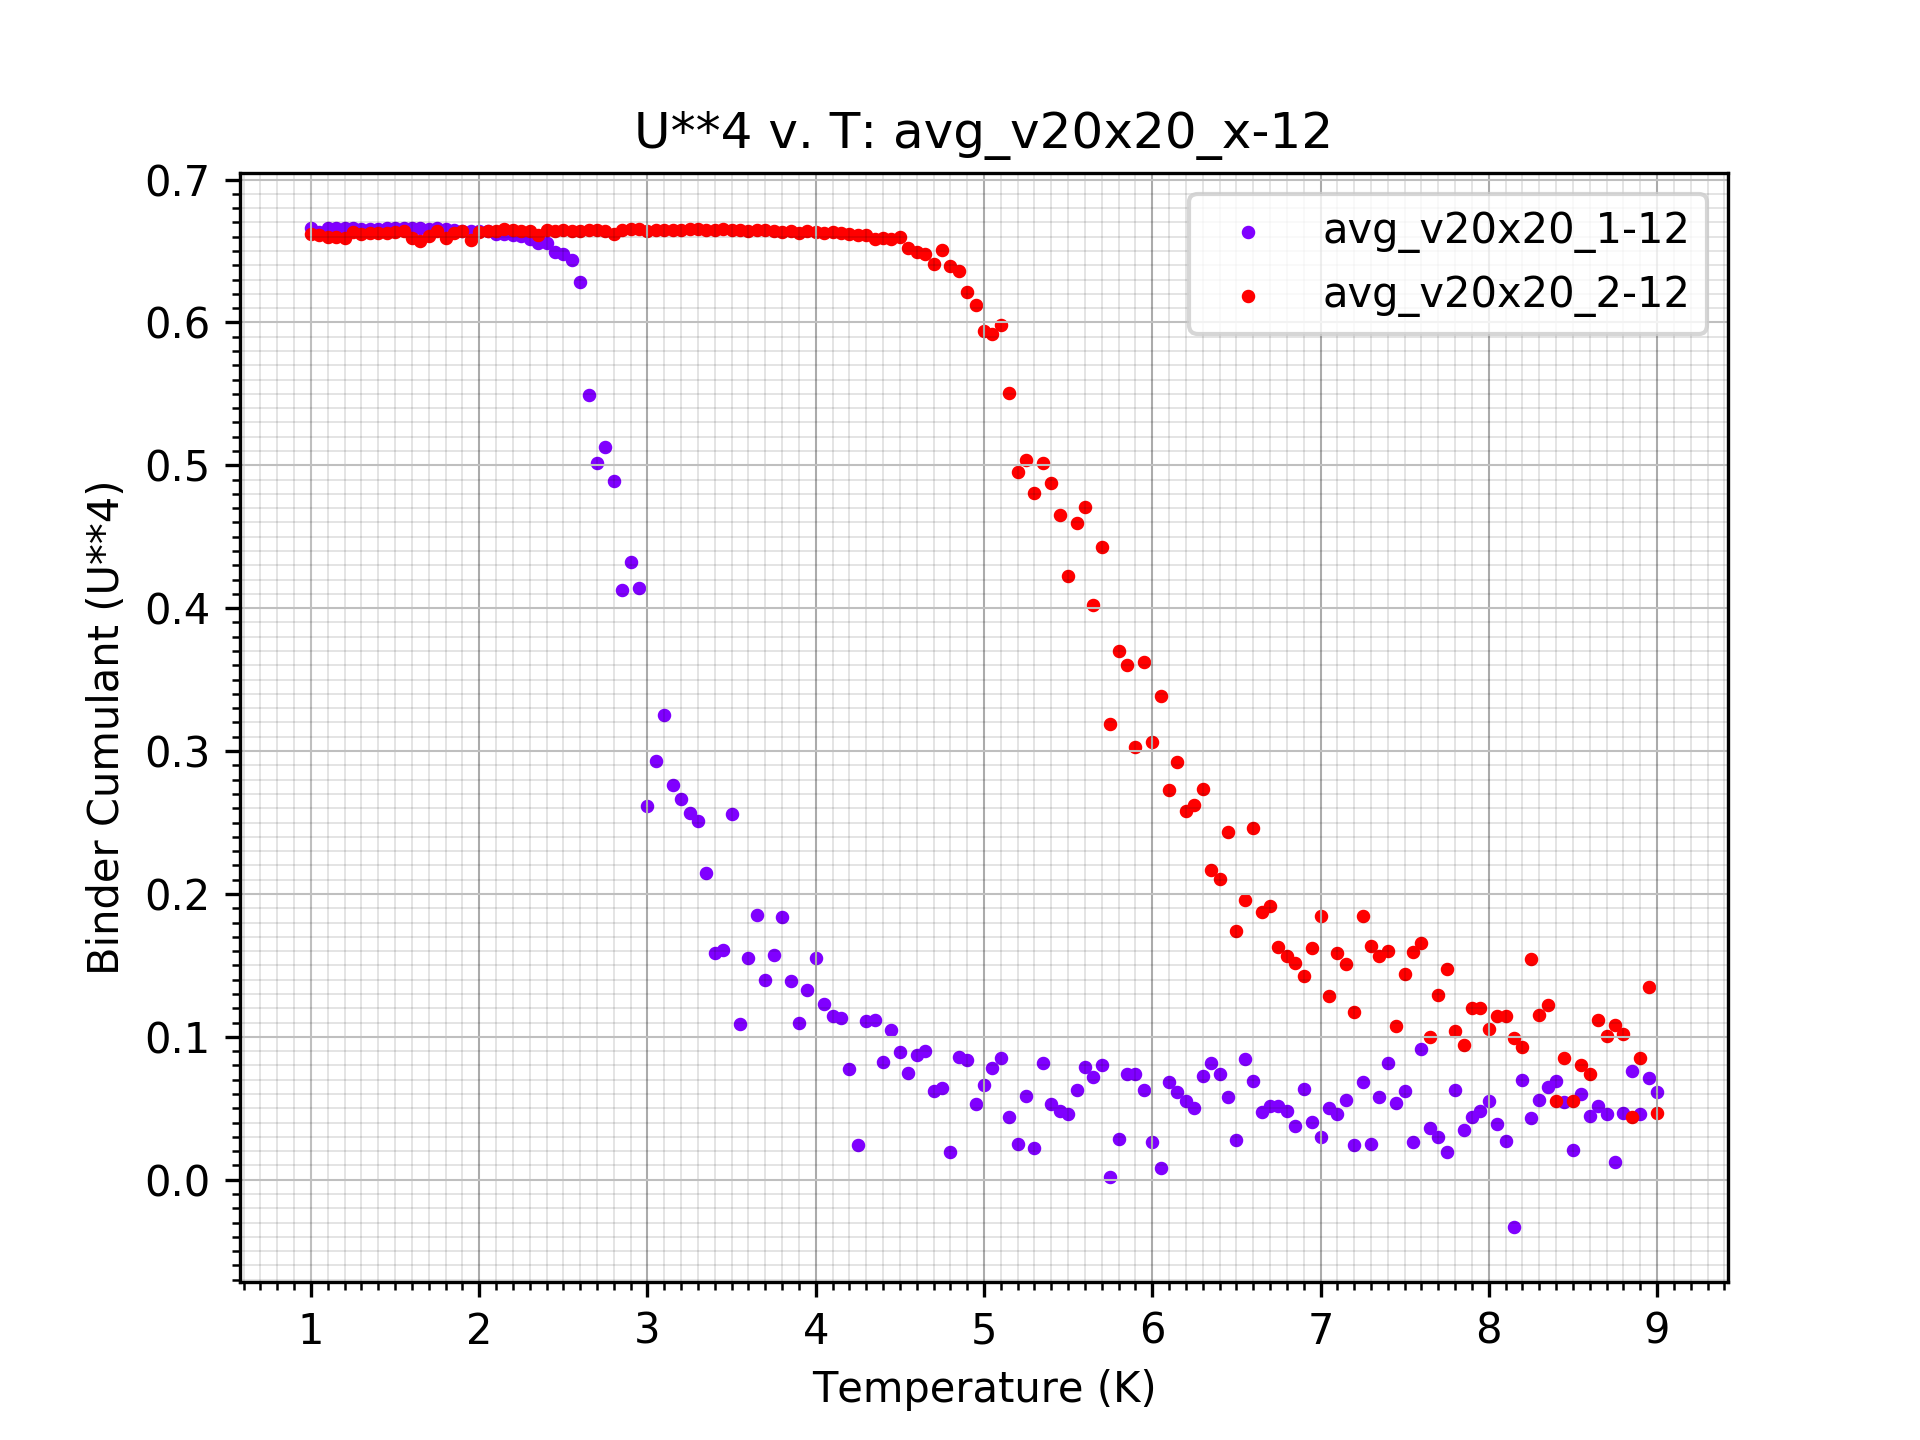 U**4 v. T: avg_v20x20_x-12
avg_v20x20_1-12
avg_v20x20_2-12
Binder Cumulant (U**4)
0.7
0.6
0.5
0.4
0.3
0.2
0.1
0.0
1 2 3 4 5 6 7 8 9
Temperature (K)